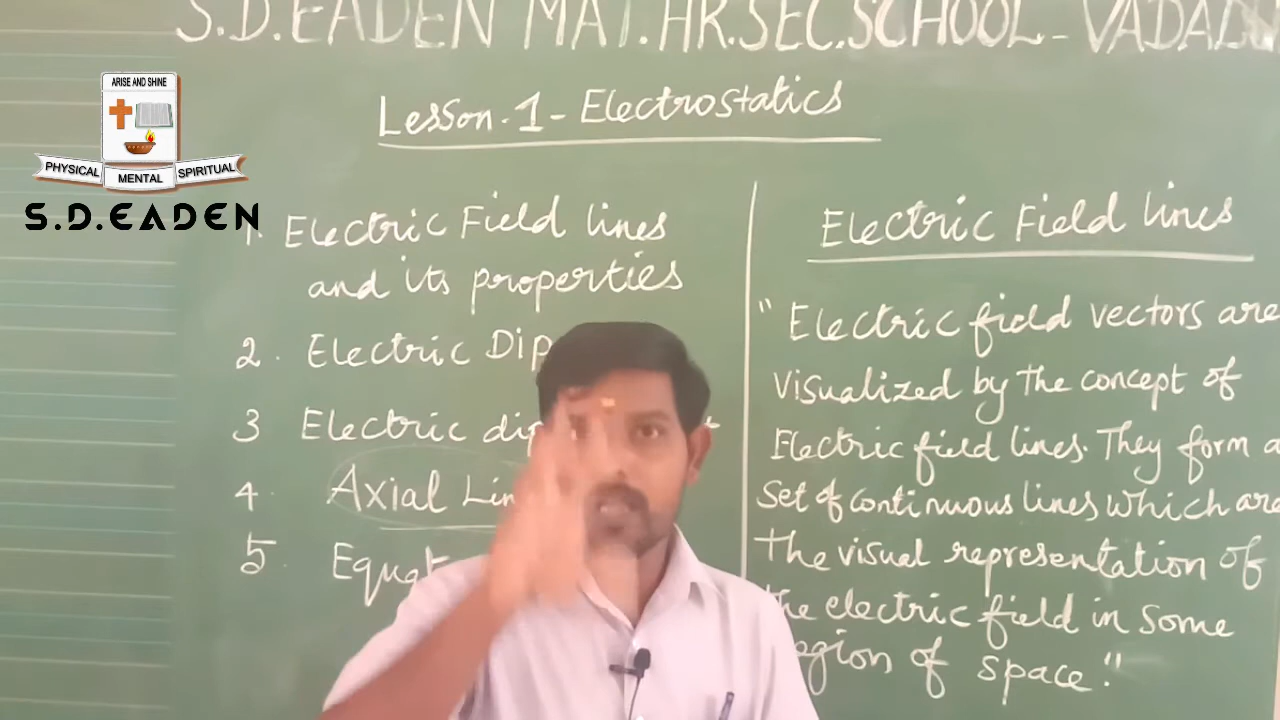 S.D.EADEN MAT.HR.SEC.SCHOOL - VADAL
ARISE AND SHINE
PHYSICAL MENTAL SPIRITUAL
S.D.EADEN
Lesson.1 - Electrostatics
1. Electric Field lines
and its properties
2. Electric Dip
3 Electric dip
4. Axial Lin
5. Equat
Electric Field lines
"Electric field vectors are
visualized by the concept of
Electric field lines. They form a
set of continuous lines which are
the visual representation of
the electric field in some
region of space."